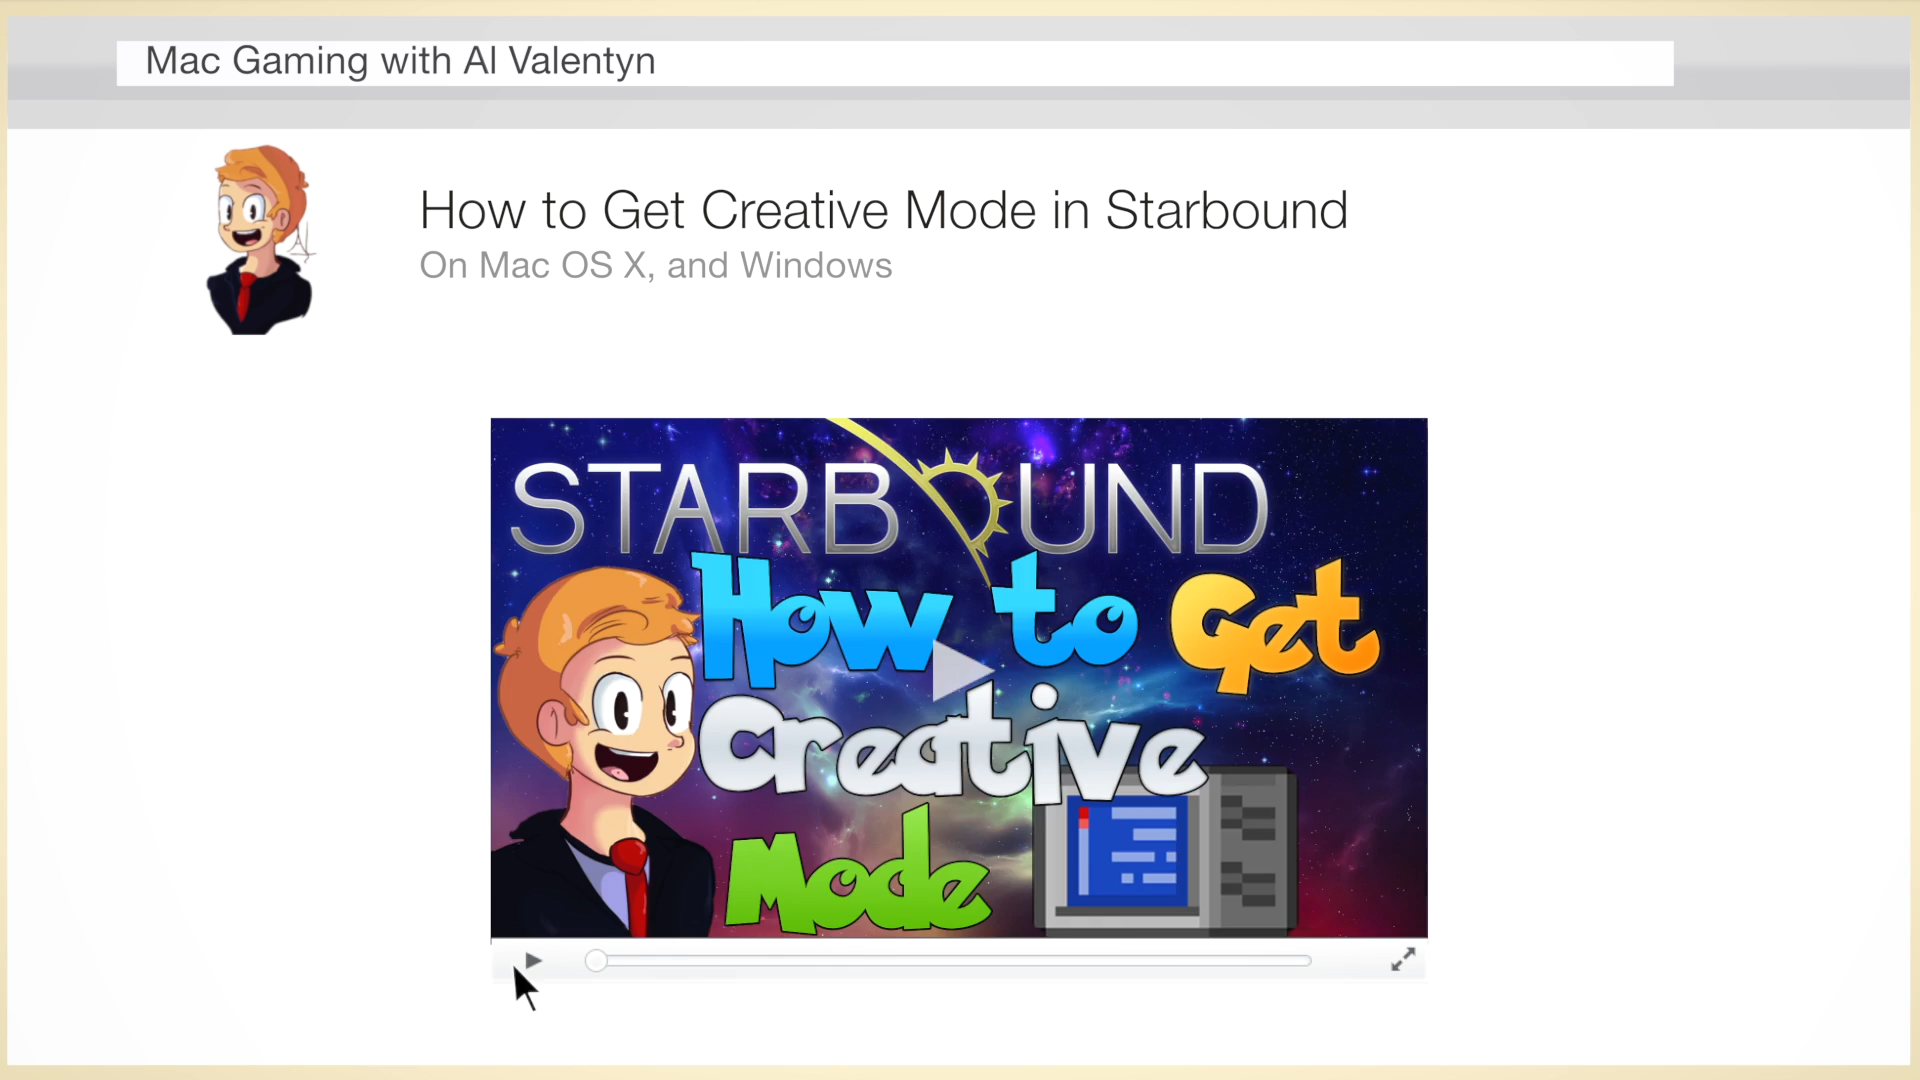 Mac Gaming with Al Valentyn
How to Get Creative Mode in Starbound
On Mac OS X, and Windows
STARBOUND
How to Get
Creative
Mode